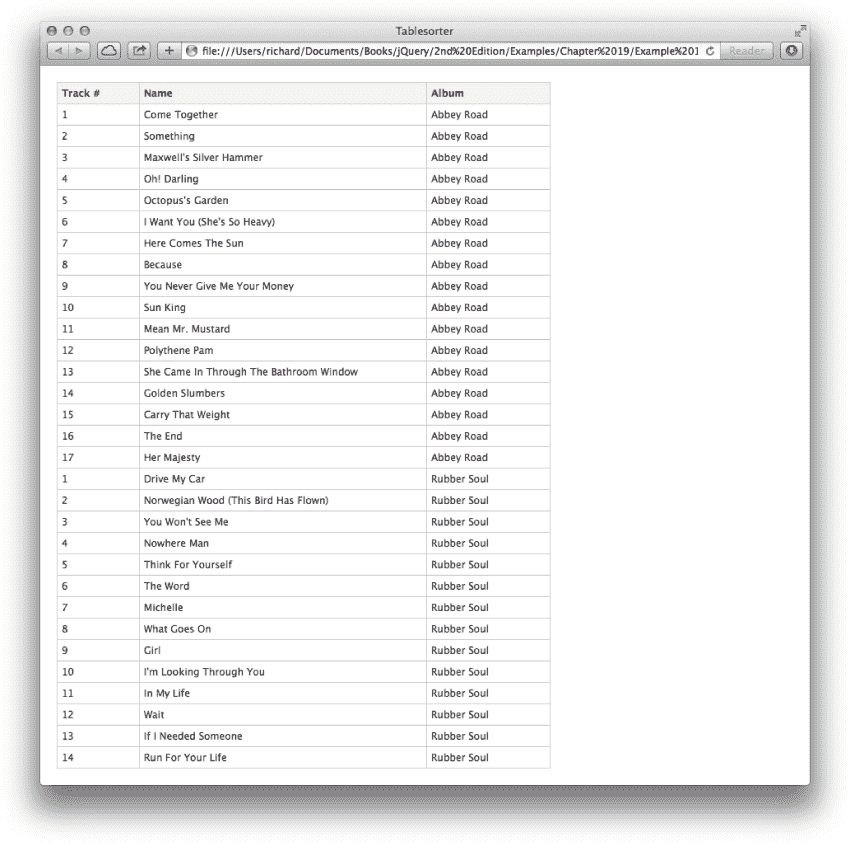 Tablesorter
file:///Users/richard/Documents/Books/jQuery/2nd%20Edition/Examples/Chapter%2019/Example%201
Reader
Track # Name Album
1 Come Together Abbey Road
2 Something Abbey Road
3 Maxwell's Silver Hammer Abbey Road
4 Oh! Darling Abbey Road
5 Octopus's Garden Abbey Road
6 I Want You (She's So Heavy) Abbey Road
7 Here Comes The Sun Abbey Road
8 Because Abbey Road
9 You Never Give Me Your Money Abbey Road
10 Sun King Abbey Road
11 Mean Mr. Mustard Abbey Road
12 Polythene Pam Abbey Road
13 She Came In Through The Bathroom Window Abbey Road
14 Golden Slumbers Abbey Road
15 Carry That Weight Abbey Road
16 The End Abbey Road
17 Her Majesty Abbey Road
1 Drive My Car Rubber Soul
2 Norwegian Wood (This Bird Has Flown) Rubber Soul
3 You Won't See Me Rubber Soul
4 Nowhere Man Rubber Soul
5 Think For Yourself Rubber Soul
6 The Word Rubber Soul
7 Michelle Rubber Soul
8 What Goes On Rubber Soul
9 Girl Rubber Soul
10 I'm Looking Through You Rubber Soul
11 In My Life Rubber Soul
12 Wait Rubber Soul
13 If I Needed Someone Rubber Soul
14 Run For Your Life Rubber Soul